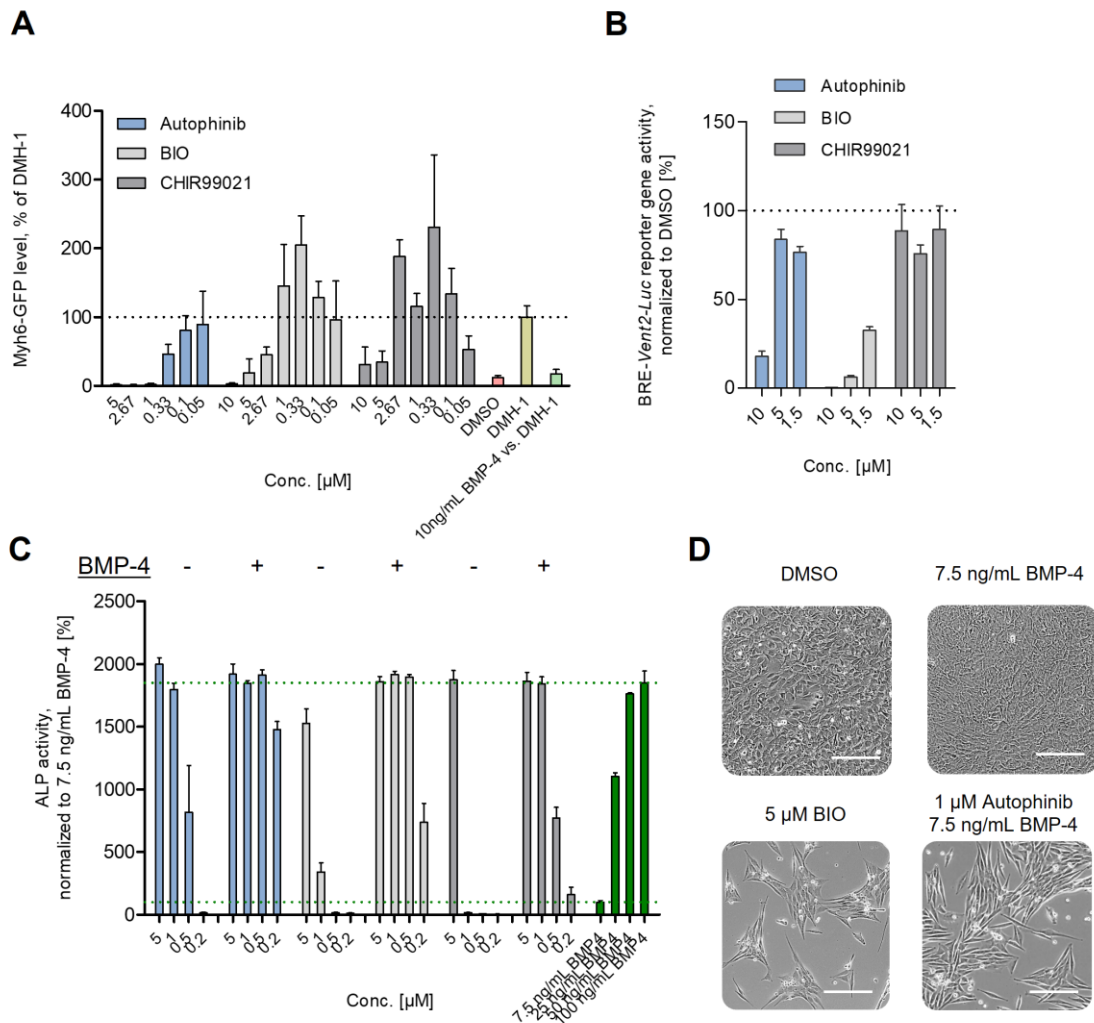 A
Myh6-GFP level, % of DMH-1
400
300
200
100
0
Autophinib
BIO
CHIR99021
5 2.67 1 0.33 0.1 0.05 10 5 2.67 1 0.33 0.1 0.05 10 5 2.67 1 0.33 0.1 0.05 DMSO DMH-1 10ng/mL BMP-4 vs. DMH-1
Conc. [µM]
B
BRE-Vent2-Luc reporter gene activity,
normalized to DMSO [%]
Autophinib
BIO
CHIR99021
150
100
50
0
10 5 1.5 10 5 1.5 10 5 1.5
Conc. [µM]
C
BMP-4 - + - + - +
ALP activity,
normalized to 7.5 ng/mL BMP-4 [%]
2500
2000
1500
1000
500
0
5 1 0.5 0.2 5 1 0.5 0.2 5 1 0.5 0.2 5 1 0.5 0.2 5 1 0.5 0.2 5 1 0.5 0.2 7.5 ng/mL BMP4 25 ng/mL BMP4 50 ng/mL BMP4 100 ng/mL BMP4
Conc. [µM]
D
DMSO
7.5 ng/mL BMP-4
5 µM BIO
1 µM Autophinib
7.5 ng/mL BMP-4